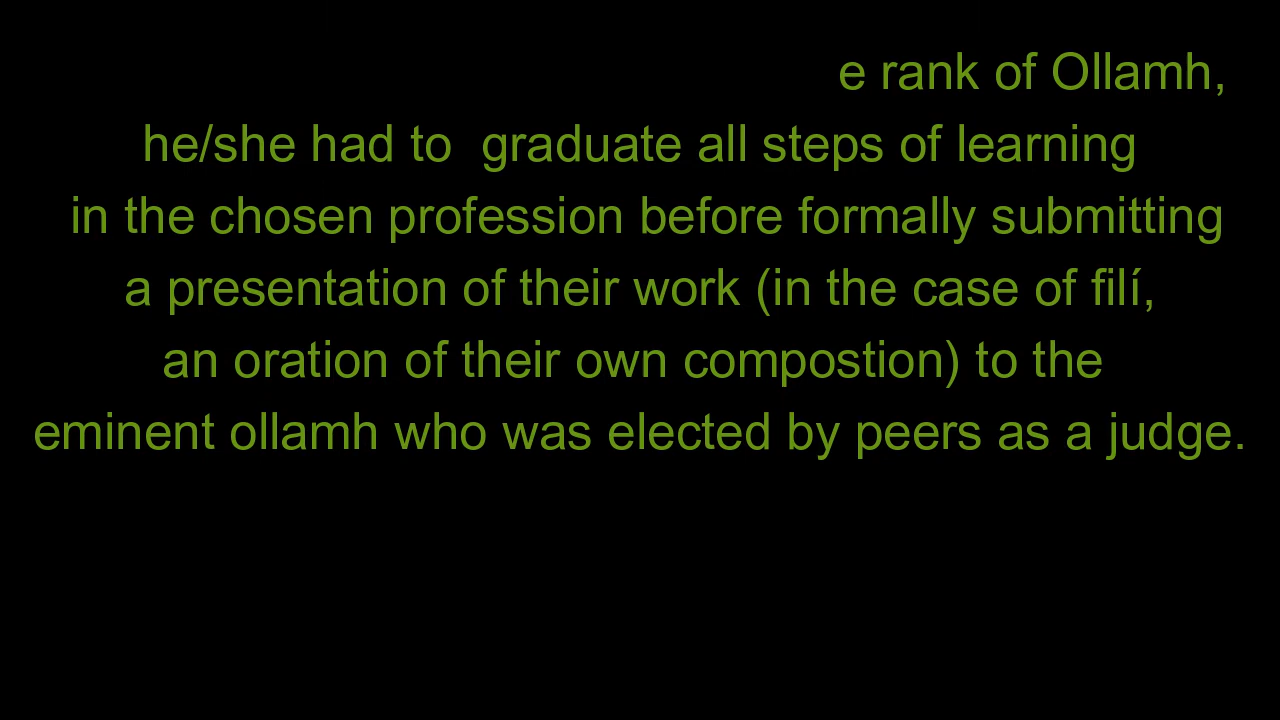 e rank of Ollamh,
he/she had to  graduate all steps of learning
in the chosen profession before formally submitting
a presentation of their work (in the case of filí,
an oration of their own compostion) to the
eminent ollamh who was elected by peers as a judge.